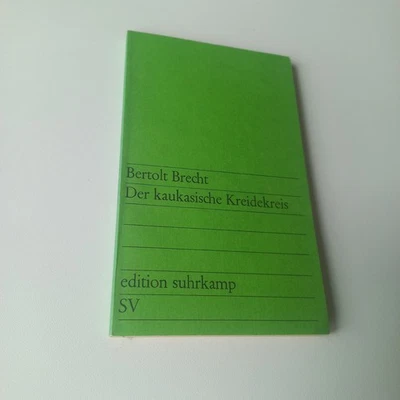 Bertolt Brecht
Der kaukasische Kreidekreis
edition suhrkamp
SV